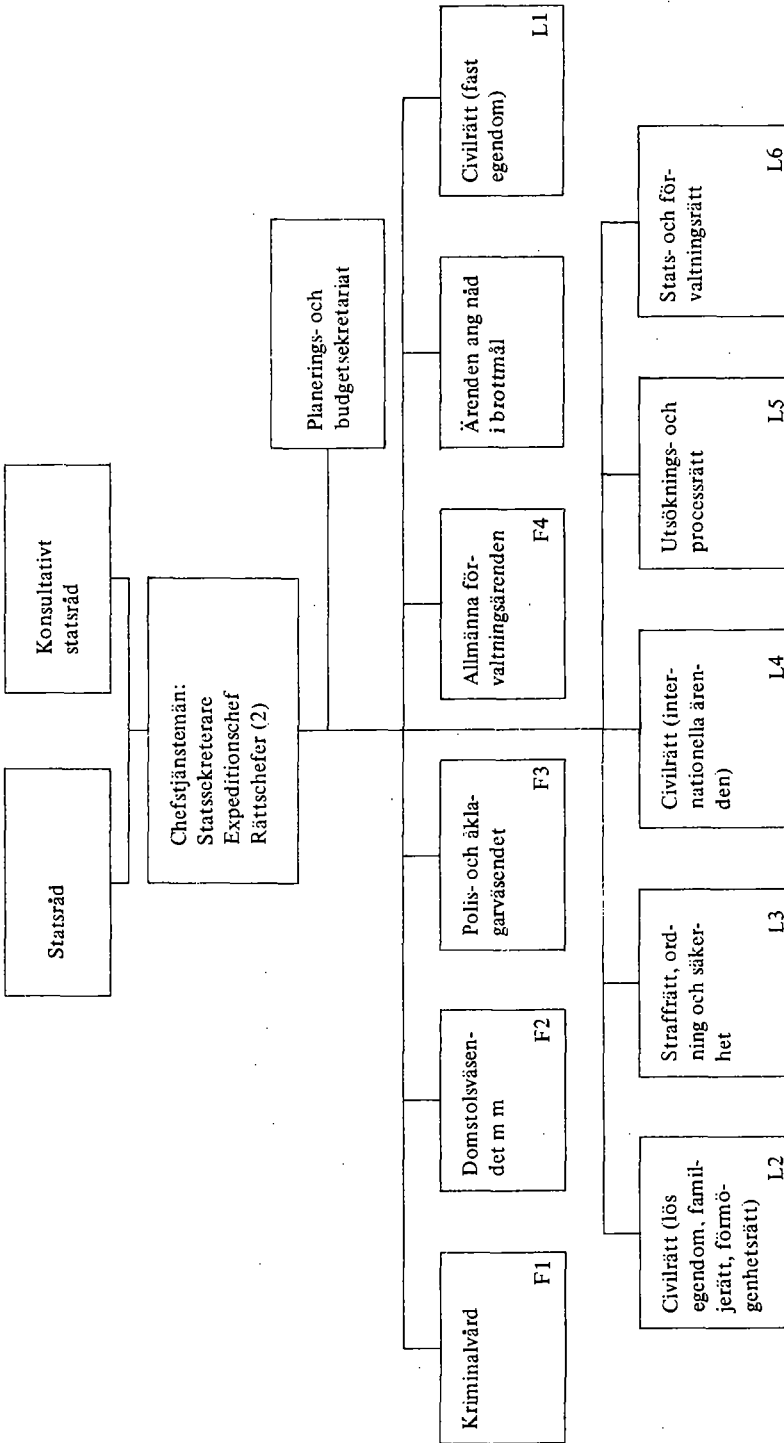 Statsråd
Konsultativt
statsråd
Chefstjänstemän:
Statssekreterare
Expeditionschef
Rättschefer (2)
Planerings- och
budgetsekretariat
Kriminalvård
F1
Domstolsväsen-
det m m
F2
Polis- och åkla-
garväsendet
F3
Allmänna för-
valtningsärenden
F4
Ärenden ang nåd
i brottmål
Civilrätt (fast
egendom)
L1
Civilrätt (lös
egendom, famil-
jerätt, förmö-
genhetsrätt)
L2
Straffrätt, ord-
ning och säker-
het
L3
Civilrätt (inter-
nationella ären-
den)
L4
Utsöknings- och
processrätt
L5
Stats- och för-
valtningsrätt
L6